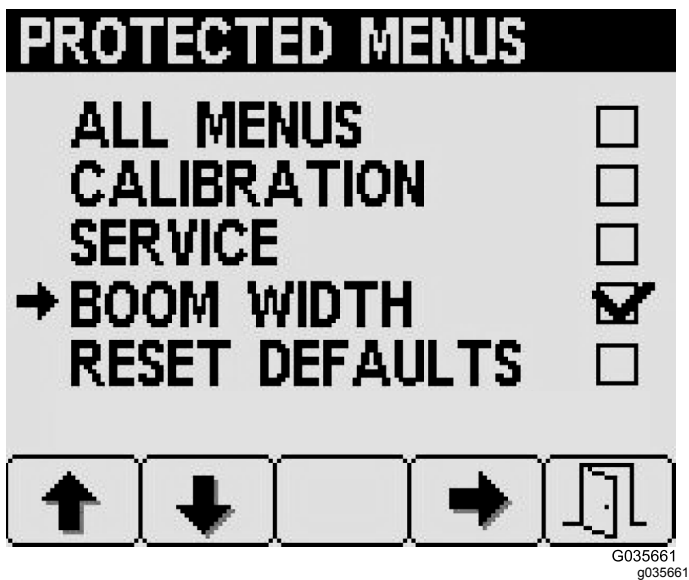 PROTECTED MENUS
ALL MENUS
CALIBRATION
SERVICE
BOOM WIDTH
RESET DEFAULTS
G035661
g035661